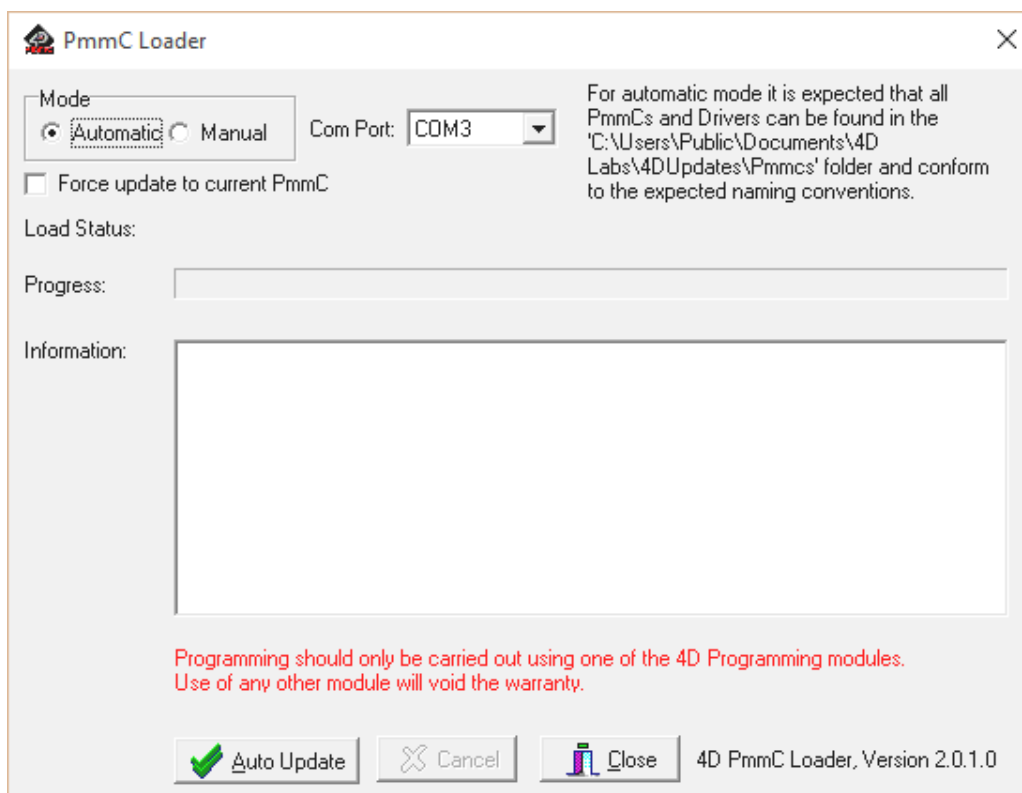 PmmC Loader
Mode
Automatic Manual
Com Port: COM3
For automatic mode it is expected that all
PmmCs and Drivers can be found in the
'C:\Users\Public\Documents\4D
Labs\4DUpdates\Pmmcs' folder and conform
to the expected naming conventions.
Force update to current PmmC
Load Status:
Progress:
Information:
Programming should only be carried out using one of the 4D Programming modules.
Use of any other module will void the warranty.
Auto Update Cancel Close 4D PmmC Loader, Version 2.0.1.0